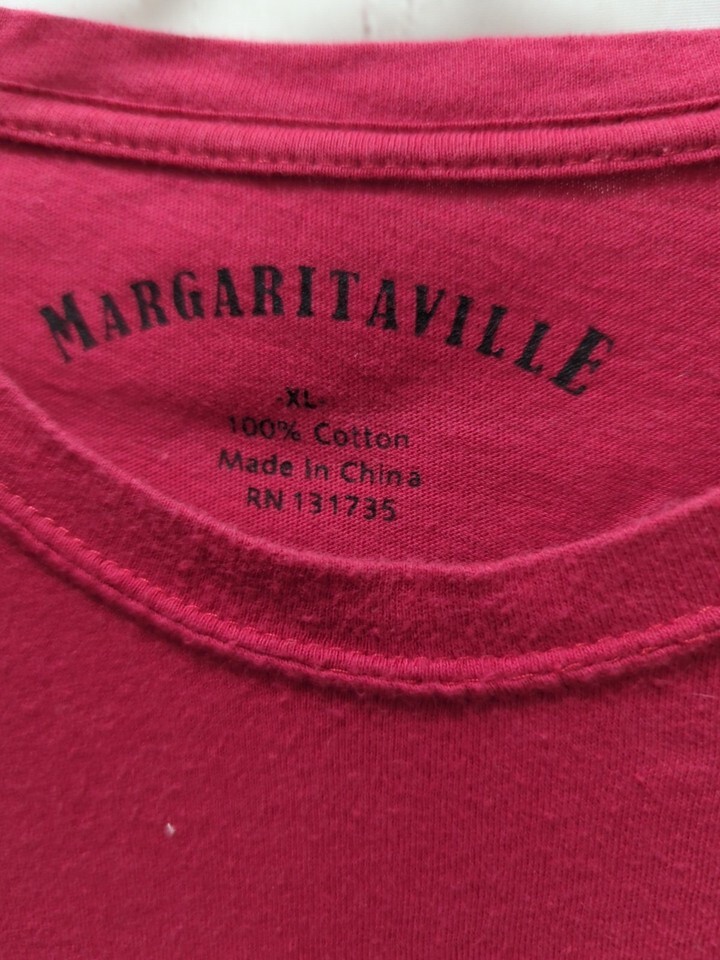 MARGARITAVILLE
-XL-
100% Cotton
Made In China
RN 131735